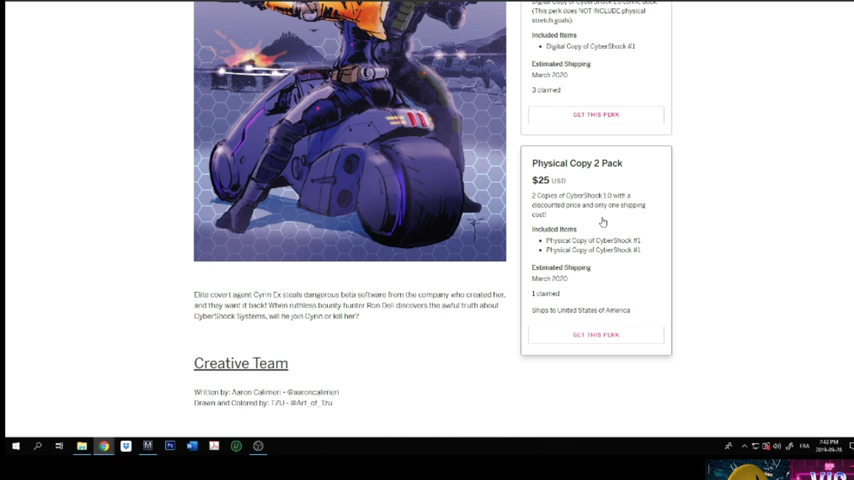 Digital Copy of CyberShock 1.0 comic book
(This perk does NOT INCLUDE physical
stretch goals).
Included Items
Digital Copy of CyberShock #1
Estimated Shipping
March 2020
3 claimed
GET THIS PERK
Physical Copy 2 Pack
$25 USD
2 Copies of CyberShock 1.0 with a
discounted price and only one shipping
cost!
Included Items
Physical Copy of CyberShock #1
Physical Copy of CyberShock #1
Estimated Shipping
March 2020
1 claimed
Ships to United States of America
GET THIS PERK
Elite covert agent Cyrin Ex steals dangerous beta software from the company who created her,
and they want it back! When ruthless bounty hunter Ron Dell discovers the awful truth about
CyberShock Systems, will he join Cyrin or kill her?
Creative Team
Written by: Aaron Calimeri - @aaroncalimeri
Drawn and Colored by: TZU - @Art_of_Tzu
FRA
7:43 PM
2019-09-28